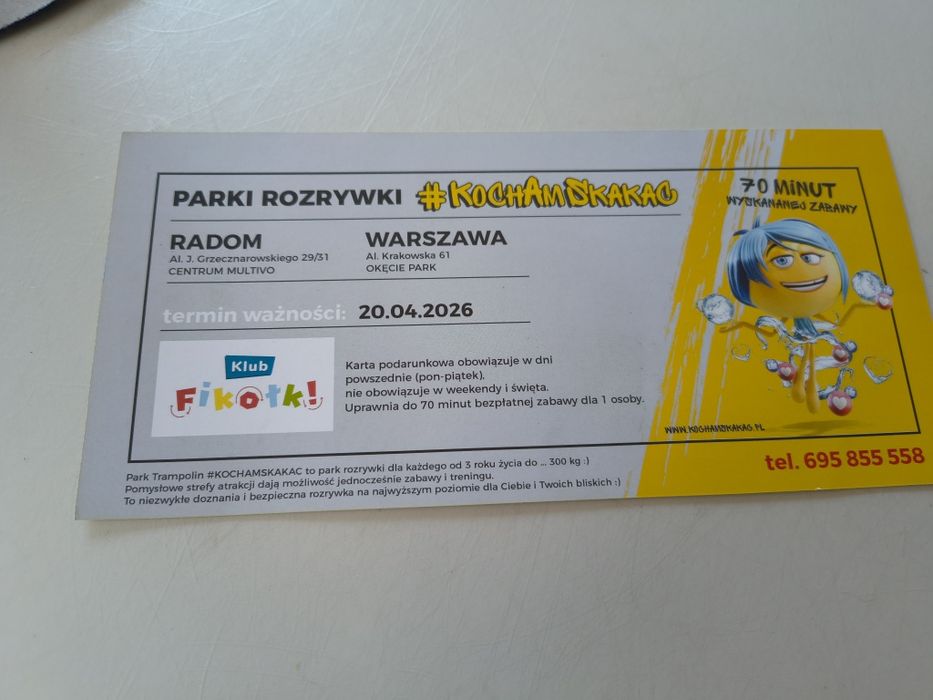 PARKI ROZRYWKI #KOCHAMSKAKAC
70 MINUT
WYSKAKANEJ ZABAWY
RADOM
Al. J. Grzecznarowskiego 29/31
CENTRUM MULTIVO
WARSZAWA
Al. Krakowska 61
OKĘCIE PARK
termin ważności: 20.04.2026
Klub
Fikołki!
Karta podarunkowa obowiązuje w dni
powszednie (pon-piątek),
nie obowiązuje w weekendy i święta.
Uprawnia do 70 minut bezpłatnej zabawy dla 1 osoby.
WWW.KOCHAMSKAKAC.PL
tel. 695 855 558
Park Trampolin #KOCHAMSKAKAC to park rozrywki dla każdego od 3 roku życia do ... 300 kg :)
Pomysłowe strefy atrakcji dają możliwość jednocześnie zabawy i treningu.
To niezwykłe doznania i bezpieczna rozrywka na najwyższym poziomie dla Ciebie i Twoich bliskich :)